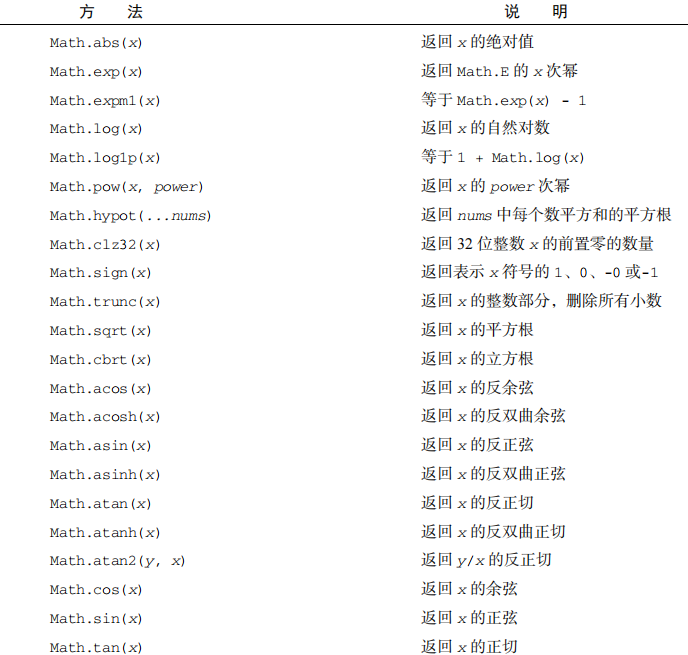 方 法 说 明
Math.abs(x) 返回 x 的绝对值
Math.exp(x) 返回 Math.E 的 x 次幂
Math.expm1(x) 等于 Math.exp(x) - 1
Math.log(x) 返回 x 的自然对数
Math.log1p(x) 等于 1 + Math.log(x)
Math.pow(x, power) 返回 x 的 power 次幂
Math.hypot(...nums) 返回 nums 中每个数平方和的平方根
Math.clz32(x) 返回 32 位整数 x 的前置零的数量
Math.sign(x) 返回表示 x 符号的 1、0、-0 或-1
Math.trunc(x) 返回 x 的整数部分，删除所有小数
Math.sqrt(x) 返回 x 的平方根
Math.cbrt(x) 返回 x 的立方根
Math.acos(x) 返回 x 的反余弦
Math.acosh(x) 返回 x 的反双曲余弦
Math.asin(x) 返回 x 的反正弦
Math.asinh(x) 返回 x 的反双曲正弦
Math.atan(x) 返回 x 的反正切
Math.atanh(x) 返回 x 的反双曲正切
Math.atan2(y, x) 返回 y/x 的反正切
Math.cos(x) 返回 x 的余弦
Math.sin(x) 返回 x 的正弦
Math.tan(x) 返回 x 的正切